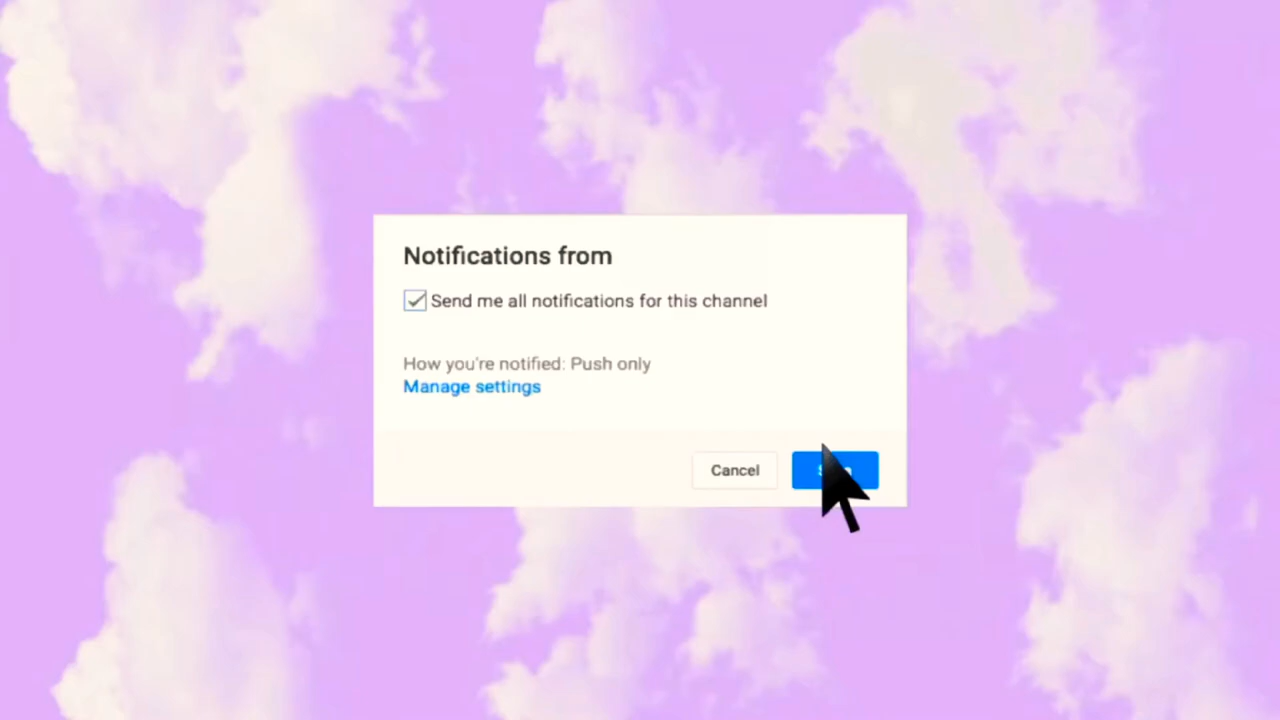 Notifications from
Send me all notifications for this channel
How you're notified: Push only
Manage settings
Cancel